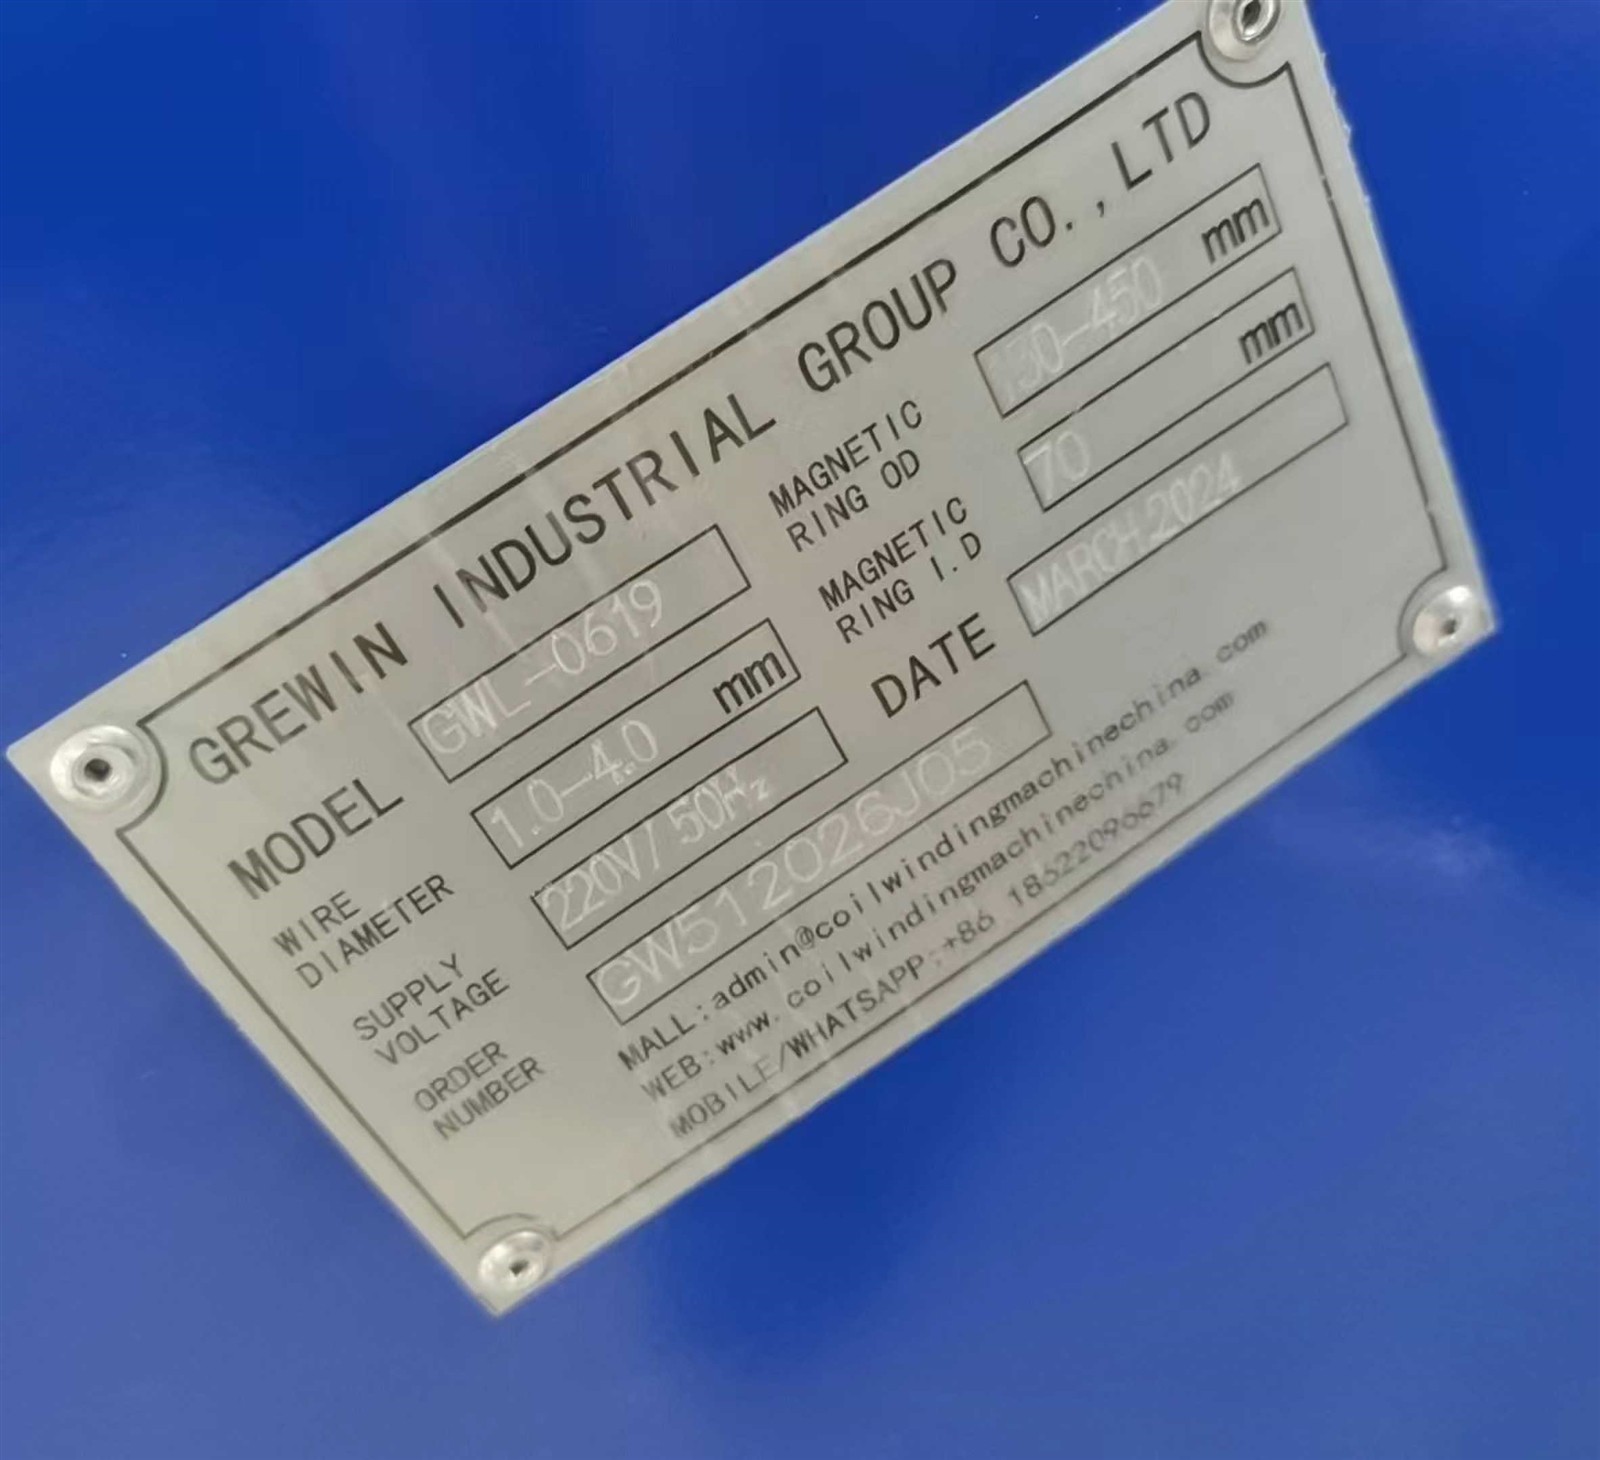 GREWIN INDUSTRIAL GROUP CO.,LTD
MODEL GWL-0619
WIRE
DIAMETER 1.0-4.0 mm
SUPPLY
VOLTAGE 220V/50Hz
ORDER
NUMBER GW512026J05
MAGNETIC
RING OD 150-450 mm
MAGNETIC
RING I.D 70 mm
DATE MARCH.2024
MALL:admin@coilwindingmachinechina.com
WEB:www.coilwindingmachinechina.com
MOBILE/WHATSAPP:+86 18622096679